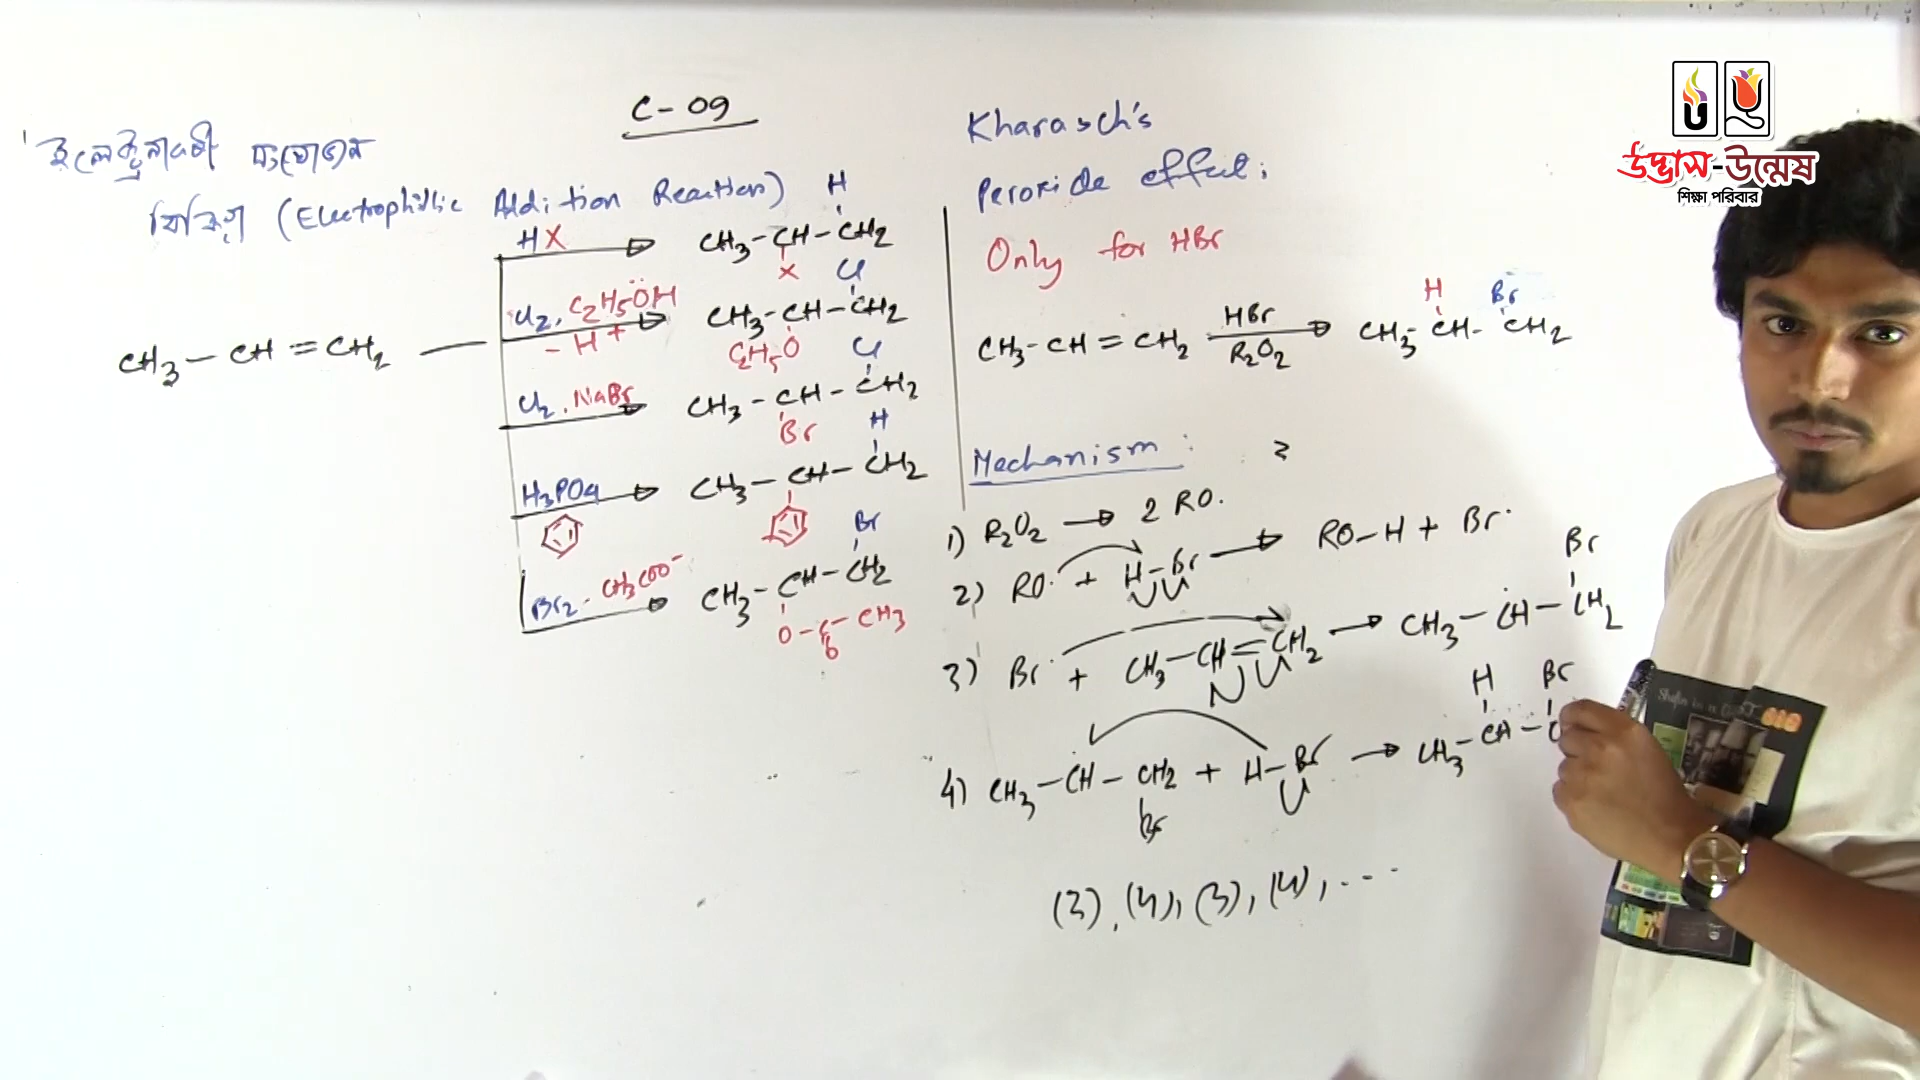 C-09
ইলেকট্রনাকর্ষী সংযোজন
বিক্রিয়া (Electrophilic Addition Reaction)
CH3-CH=CH2
HX
H
CH3-CH-CH2
X
Cl2, C2H5ÖH
-H+
Cl
CH3-CH-CH2
C2H5O
Cl2, NaBr
Cl
CH3-CH-CH2
Br
H3PO4
H
CH3-CH-CH2
Br2, CH3COO-
Br
CH3-CH-CH2
O-C-CH3
O
Kharasch's
Peroxide effect:
Only for HBr
CH3-CH=CH2
HBr
R2O2
H Br
CH3-CH-CH2
Mechanism:
1) R2O2 → 2 RO·
2) RO· + H-Br → RO-H + Br·
3) Br· + CH3-CH=CH2 → CH3-ĊH-CH2
Br
4) CH3-ĊH-CH2 + H-Br → CH3-CH-C
Br
H Br
(3), (4), (3), (4), ...
উদ্ভাস-উন্মেষ
শিক্ষা পরিবার